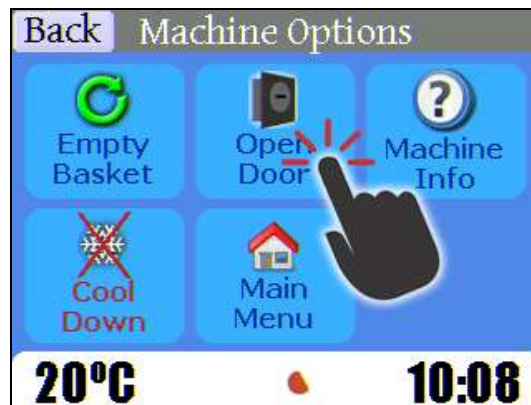 Back Machine Options
Empty
Basket
Open
Door
?
Machine
Info
Cool
Down
Main
Menu
20°C 10:08